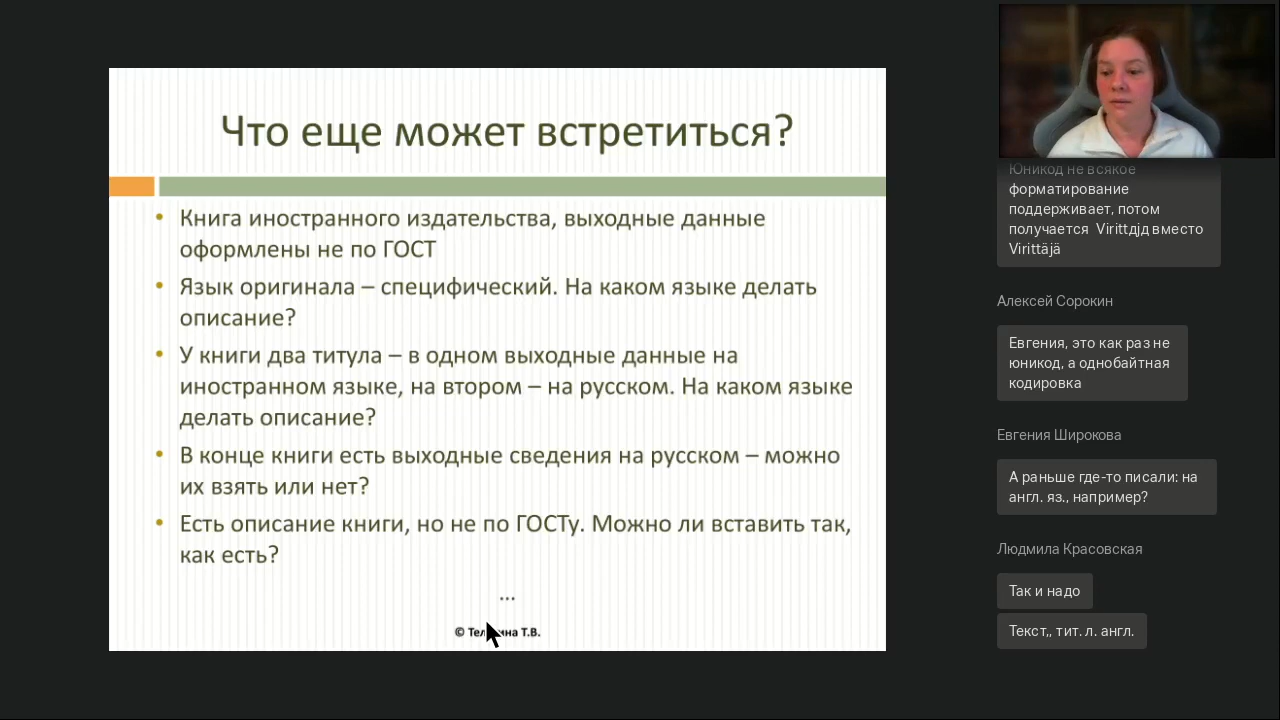 Что еще может встретиться?
• Книга иностранного издательства, выходные данные
оформлены не по ГОСТ
• Язык оригинала – специфический. На каком языке делать
описание?
• У книги два титула – в одном выходные данные на
иностранном языке, на втором – на русском. На каком языке
делать описание?
• В конце книги есть выходные сведения на русском – можно
их взять или нет?
• Есть описание книги, но не по ГОСТу. Можно ли вставить так,
как есть?
...
© Т.В.
Юникод не всякое
форматирование
поддерживает, потом
получается Virittдjд вместо
Virittäjä
Алексей Сорокин
Евгения, это как раз не
юникод, а однобайтная
кодировка
Евгения Широкова
А раньше где-то писали: на
англ. яз., например?
Людмила Красовская
Так и надо
Текст,, тит. л. англ.